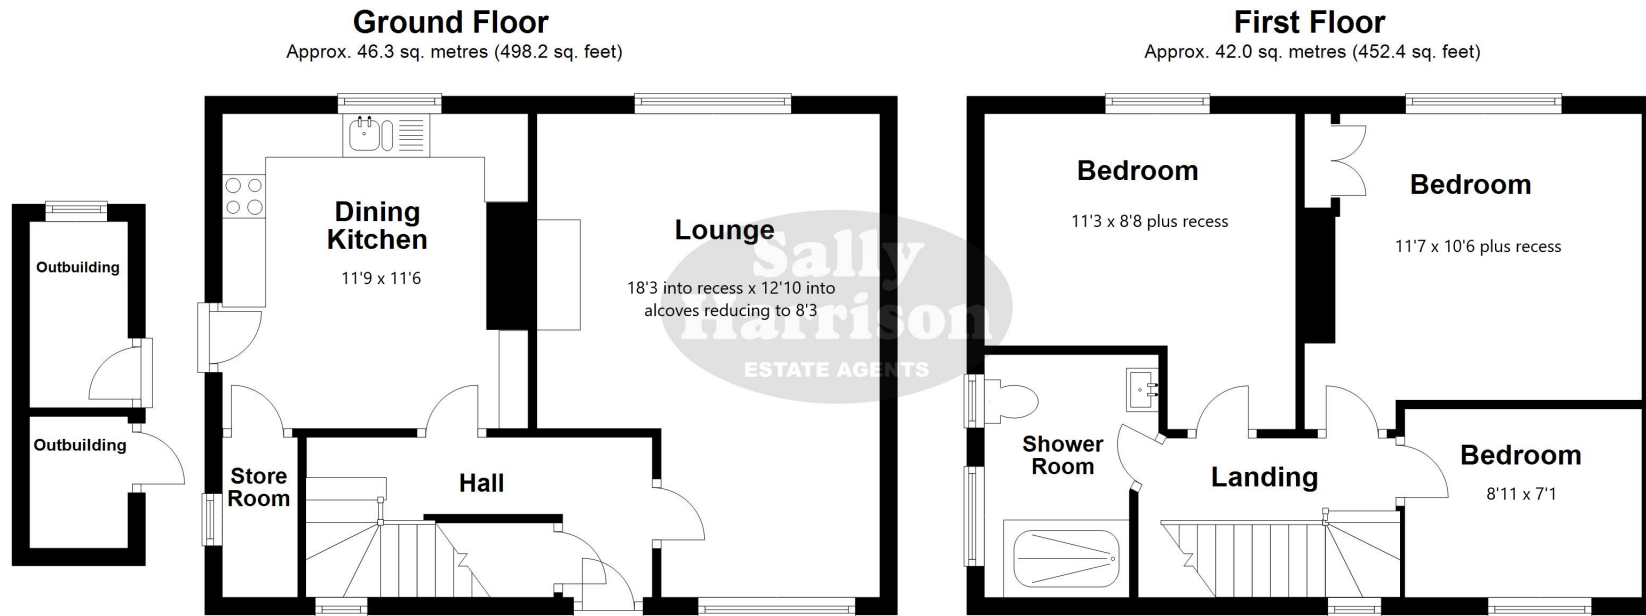 Ground Floor
Approx. 46.3 sq. metres (498.2 sq. feet)
First Floor
Approx. 42.0 sq. metres (452.4 sq. feet)
Outbuilding
Outbuilding
Dining
Kitchen
11'9 x 11'6
Lounge
18'3 into recess x 12'10 into
alcoves reducing to 8'3
Store
Room
Hall
Sally
Harrison
ESTATE AGENTS
Bedroom
11'3 x 8'8 plus recess
Bedroom
11'7 x 10'6 plus recess
Shower
Room
Landing
Bedroom
8'11 x 7'1